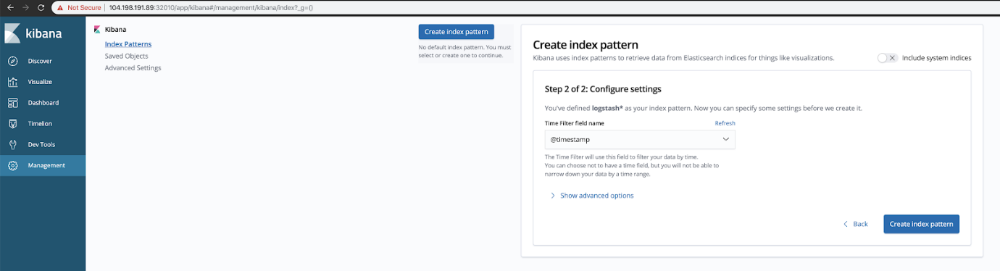 Not Secure 104.198.191.89:32010/app/kibana#/management/kibana/index?_g=()
kibana
Discover
Visualize
Dashboard
Timelion
Dev Tools
Management
Kibana
Index Patterns
Saved Objects
Advanced Settings
Create index pattern
No default index pattern. You must
select or create one to continue.
Create index pattern
Kibana uses index patterns to retrieve data from Elasticsearch indices for things like visualizations.
Include system indices
Step 2 of 2: Configure settings
You've defined logstash* as your index pattern. Now you can specify some settings before we create it.
Time Filter field name Refresh
@timestamp
The Time Filter will use this field to filter your data by time.
You can choose not to have a time field, but you will not be able to
narrow down your data by a time range.
Show advanced options
Back
Create index pattern